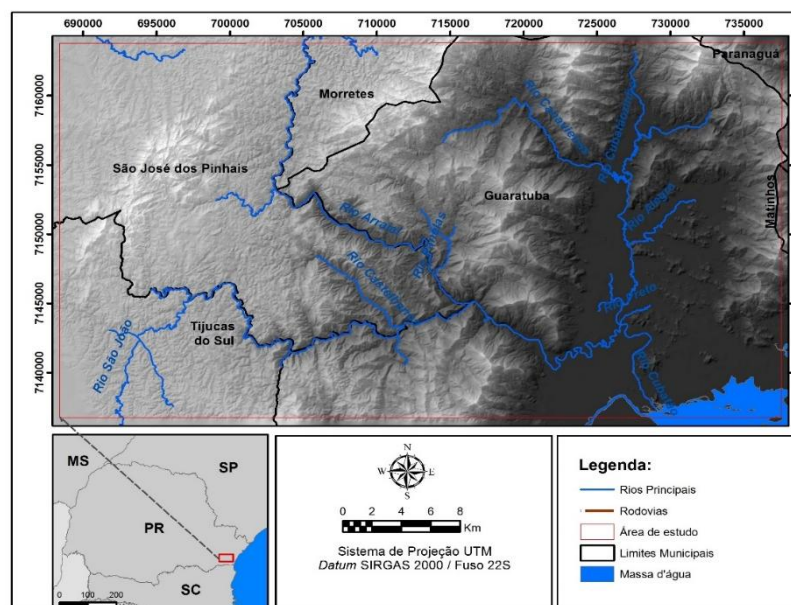 690000 695000 700000 705000 710000 715000 720000 725000 730000 735000
7160000
7155000
7150000
7145000
7140000
Paranaguá
Morretes
São José dos Pinhais
Guaratuba
Matinhos
Tijucas
do Sul
Rio Arraial
Rio Alegre
Rio São João
Rio Cubatão
MS
SP
PR
SC
0 100 200
N
W E
S
0 2 4 6 8
Km
Sistema de Projeção UTM
Datum SIRGAS 2000 / Fuso 22S
Legenda:
Rios Principais
Rodovias
Área de estudo
Limites Municipais
Massa d'água